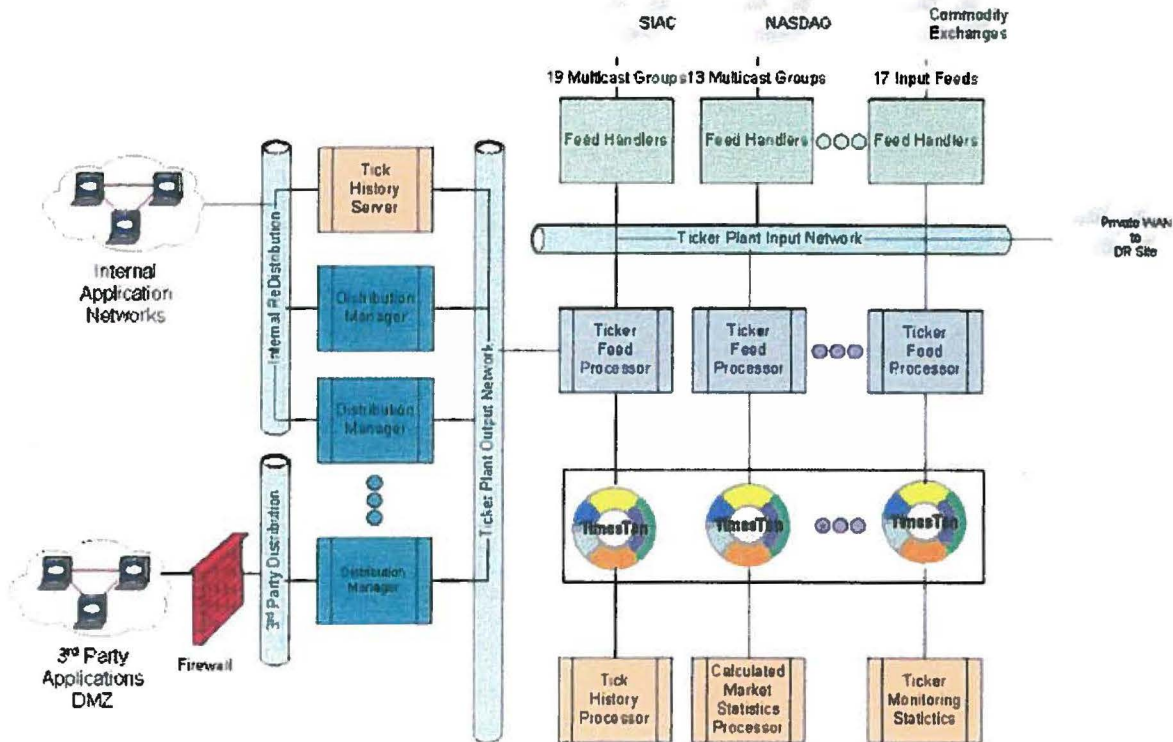 SIAC
NASDAQ
Commodity
Exchanges
19 Multicast Groups
13 Multicast Groups
17 Input Feeds
Feed Handlers
Feed Handlers
Feed Handlers
Ticker Plant Input Network
Private WAN
to
DR Site
Internal
Application
Networks
Internal ReDistribution
Tick
History
Server
Distribution
Manager
Distribution
Manager
Ticker Plant Output Network
Ticker
Feed
Processor
Ticker
Feed
Processor
Ticker
Feed
Processor
TimesTen
TimesTen
TimesTen
3rd Party
Applications
DMZ
Firewall
3rd Party Distribution
Distribution
Manager
Tick
History
Processor
Calculated
Market
Statistics
Processor
Ticker
Monitoring
Statictics